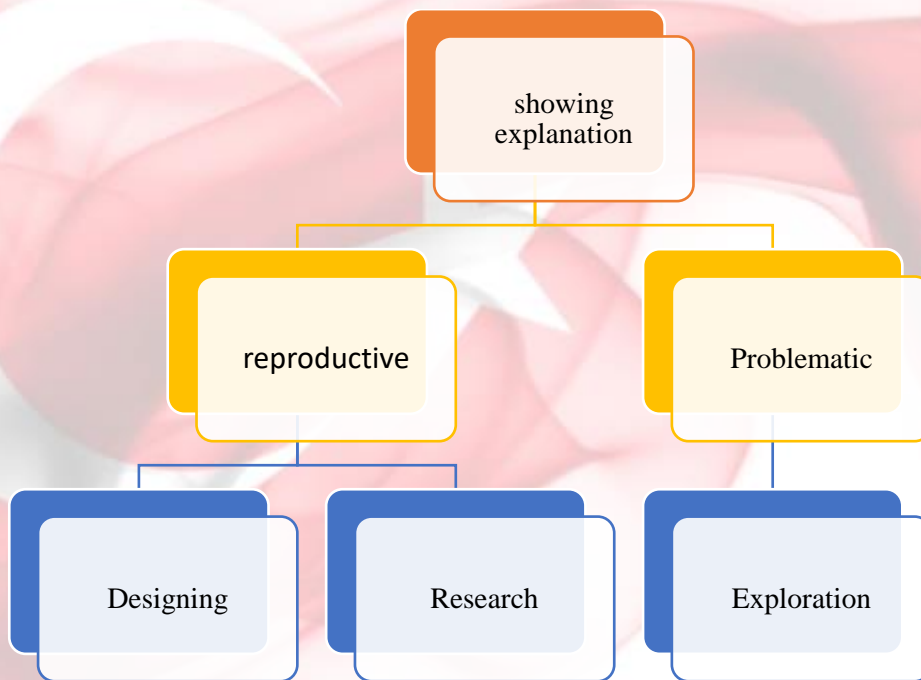 showing
explanation
reproductive
Problematic
Designing
Research
Exploration